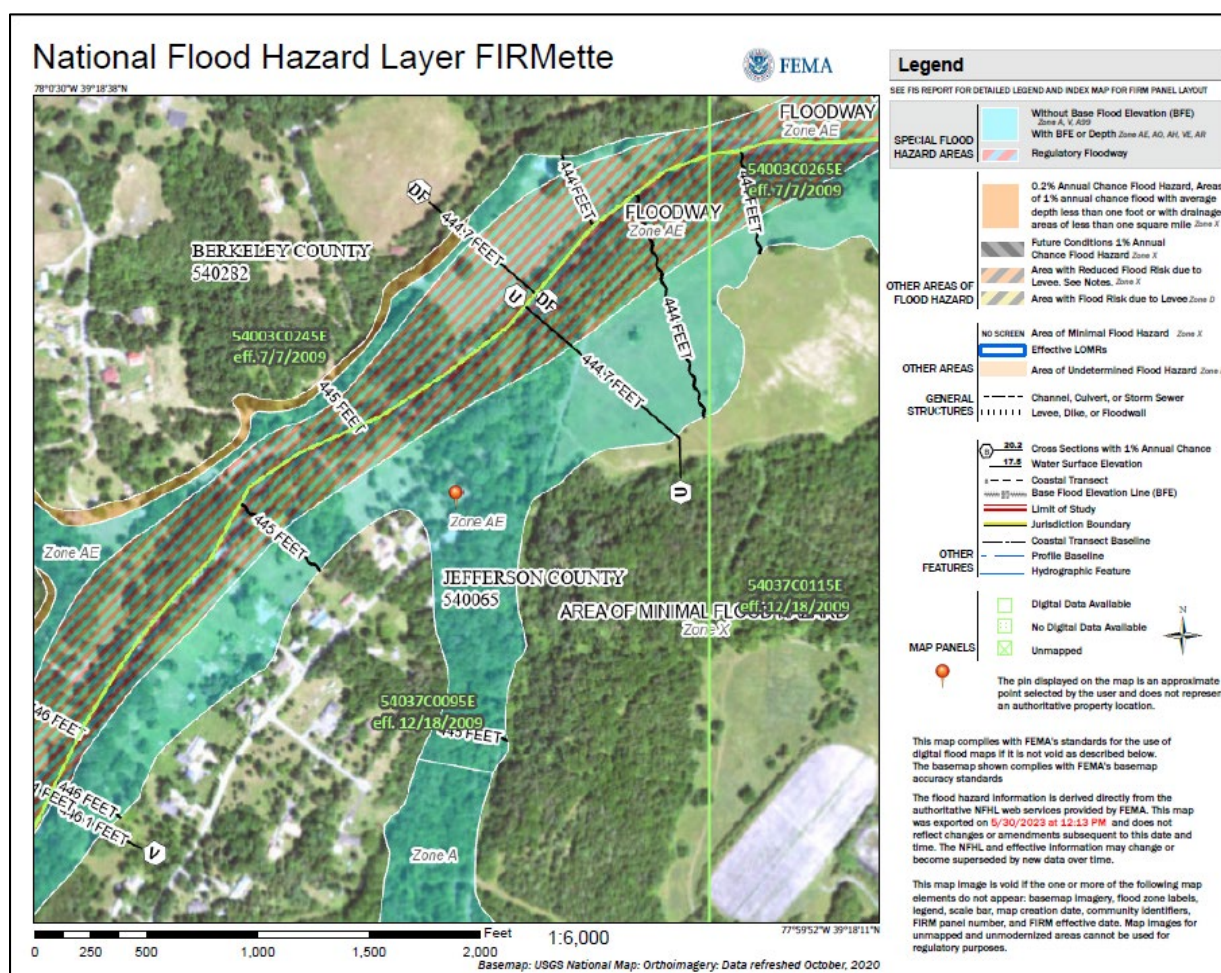 National Flood Hazard Layer FIRMette
FEMA
78°0'30"W 39°18'38"N
FLOODWAY
Zone AE
54003C0265E
eff. 7/7/2009
444 FEET
444 FEET
DF
444.7 FEET
FLOODWAY
Zone AE
BERKELEY COUNTY
540282
U
DF
54003C0245E
eff. 7/7/2009
444 FEET
444.7 FEET
445 FEET
U
Zone AE
445 FEET
Zone AE
JEFFERSON COUNTY
540065
54037C0115E
eff. 12/18/2009
AREA OF MINIMAL FLOOD HAZARD
Zone X
54037C0095E
eff. 12/18/2009
446 FEET
445 FEET
446 FEET
446.1 FEET
V
Zone A
Feet
0 250 500 1,000 1,500 2,000
1:6,000
77°59'52"W 39°18'11"N
Basemap: USGS National Map: Orthoimagery: Data refreshed October, 2020
Legend
SEE FIS REPORT FOR DETAILED LEGEND AND INDEX MAP FOR FIRM PANEL LAYOUT
SPECIAL FLOOD
HAZARD AREAS
Without Base Flood Elevation (BFE)
Zone A, V, A99
With BFE or Depth Zone AE, AO, AH, VE, AR
Regulatory Floodway
0.2% Annual Chance Flood Hazard, Areas
of 1% annual chance flood with average
depth less than one foot or with drainage
areas of less than one square mile Zone X
Future Conditions 1% Annual
Chance Flood Hazard Zone X
Area with Reduced Flood Risk due to
Levee. See Notes. Zone X
Area with Flood Risk due to Levee Zone D
OTHER AREAS OF
FLOOD HAZARD
NO SCREEN Area of Minimal Flood Hazard Zone X
Effective LOMRs
Area of Undetermined Flood Hazard Zone
OTHER AREAS
GENERAL
STRUCTURES
Channel, Culvert, or Storm Sewer
Levee, Dike, or Floodwall
B 20.2 Cross Sections with 1% Annual Chance
17.5 Water Surface Elevation
8 Coastal Transect
Base Flood Elevation Line (BFE)
Limit of Study
Jurisdiction Boundary
Coastal Transect Baseline
Profile Baseline
Hydrographic Feature
OTHER
FEATURES
Digital Data Available
No Digital Data Available
Unmapped
N
MAP PANELS
The pin displayed on the map is an approximate
point selected by the user and does not represen
an authoritative property location.
This map complies with FEMA's standards for the use of
digital flood maps if it is not void as described below.
The basemap shown complies with FEMA's basemap
accuracy standards
The flood hazard information is derived directly from the
authoritative NFHL web services provided by FEMA. This map
was exported on 5/30/2023 at 12:13 PM and does not
reflect changes or amendments subsequent to this date and
time. The NFHL and effective information may change or
become superseded by new data over time.
This map image is void if the one or more of the following map
elements do not appear: basemap imagery, flood zone labels,
legend, scale bar, map creation date, community identifiers,
FIRM panel number, and FIRM effective date. Map images for
unmapped and unmodernized areas cannot be used for
regulatory purposes.